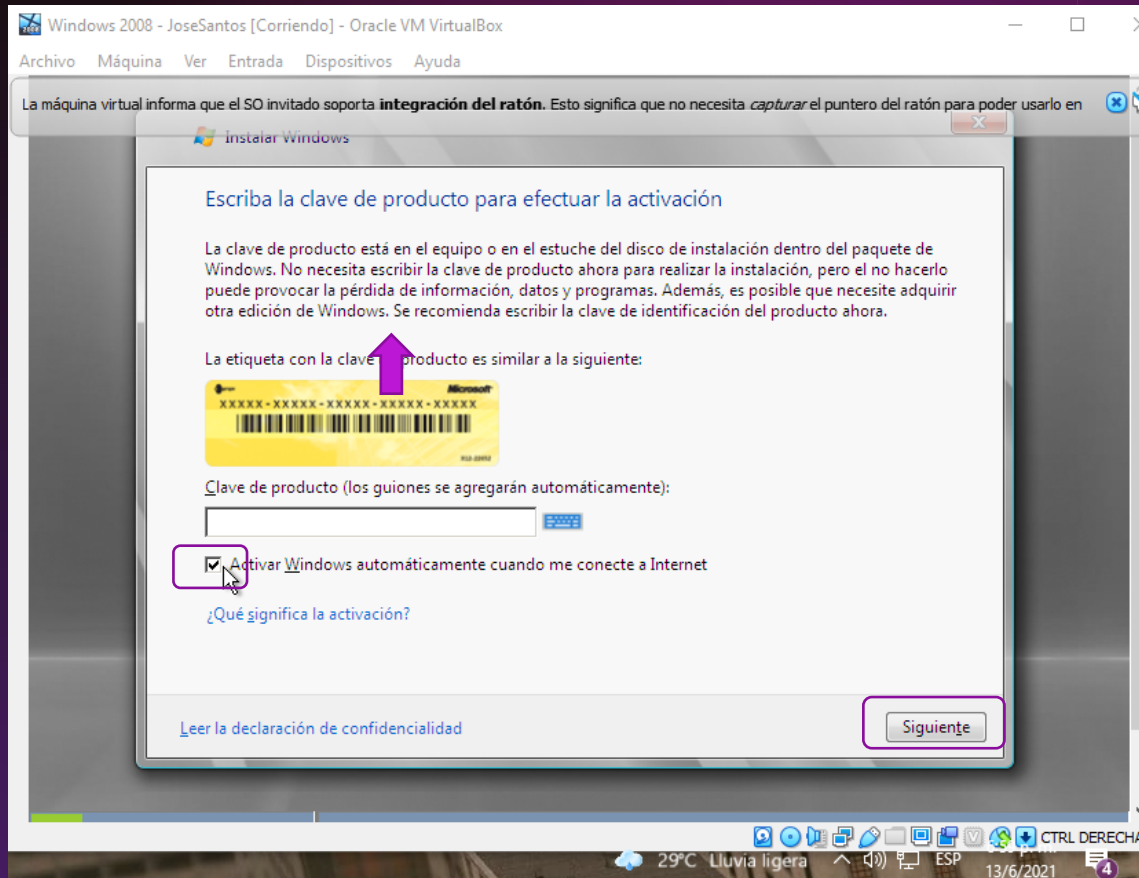 Windows 2008 - JoseSantos [Corriendo] - Oracle VM VirtualBox
Archivo Máquina Ver Entrada Dispositivos Ayuda
La máquina virtual informa que el SO invitado soporta integración del ratón. Esto significa que no necesita capturar el puntero del ratón para poder usarlo en
Instalar Windows
Escriba la clave de producto para efectuar la activación
La clave de producto está en el equipo o en el estuche del disco de instalación dentro del paquete de
Windows. No necesita escribir la clave de producto ahora para realizar la instalación, pero el no hacerlo
puede provocar la pérdida de información, datos y programas. Además, es posible que necesite adquirir
otra edición de Windows. Se recomienda escribir la clave de identificación del producto ahora.
La etiqueta con la clave producto es similar a la siguiente:
Microsoft
XXXXX-XXXXX-XXXXX-XXXXX-XXXXX
Clave de producto (los guiones se agregarán automáticamente):
Activar Windows automáticamente cuando me conecte a Internet
¿Qué significa la activación?
Leer la declaración de confidencialidad
Siguiente
CTRL DERECHA
29°C Lluvia ligera ESP
13/6/2021
4